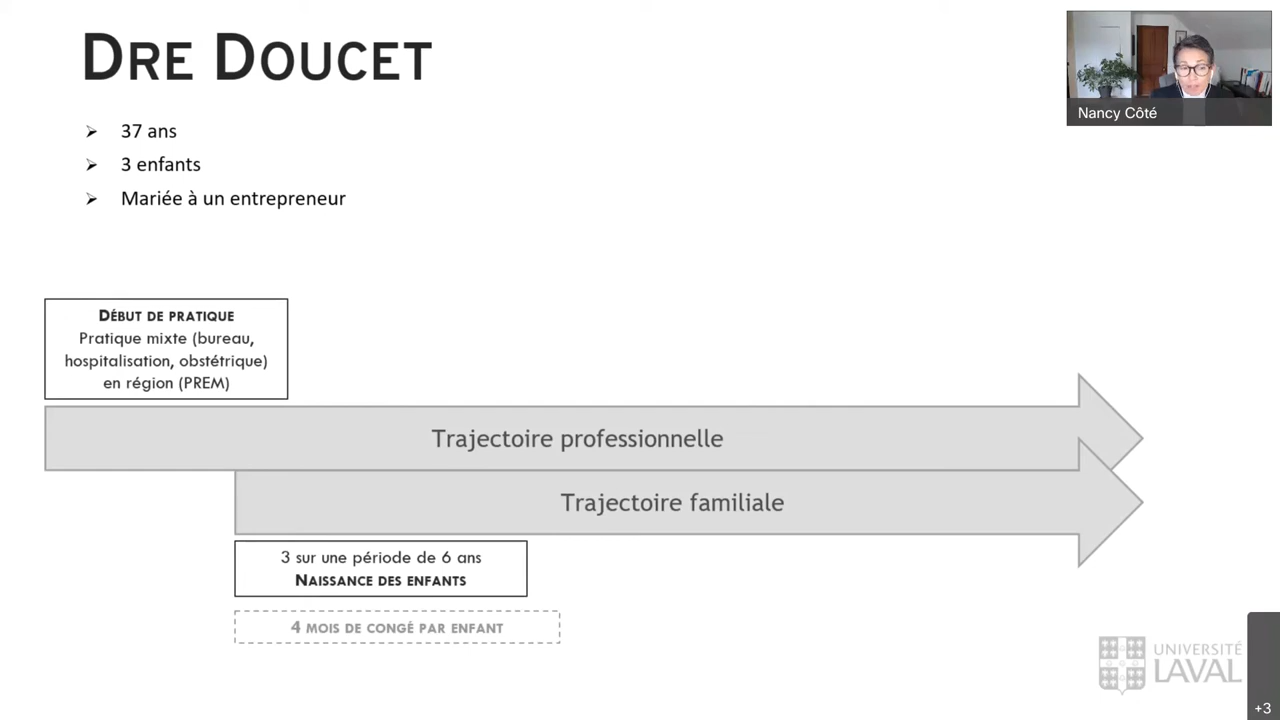 DRE DOUCET
37 ans
3 enfants
Mariée à un entrepreneur
Nancy Côté
DÉBUT DE PRATIQUE
Pratique mixte (bureau,
hospitalisation, obstétrique)
en région (PREM)
Trajectoire professionnelle
Trajectoire familiale
3 sur une période de 6 ans
NAISSANCE DES ENFANTS
4 MOIS DE CONGÉ PAR ENFANT
UNIVERSITÉ
LAVAL
+3